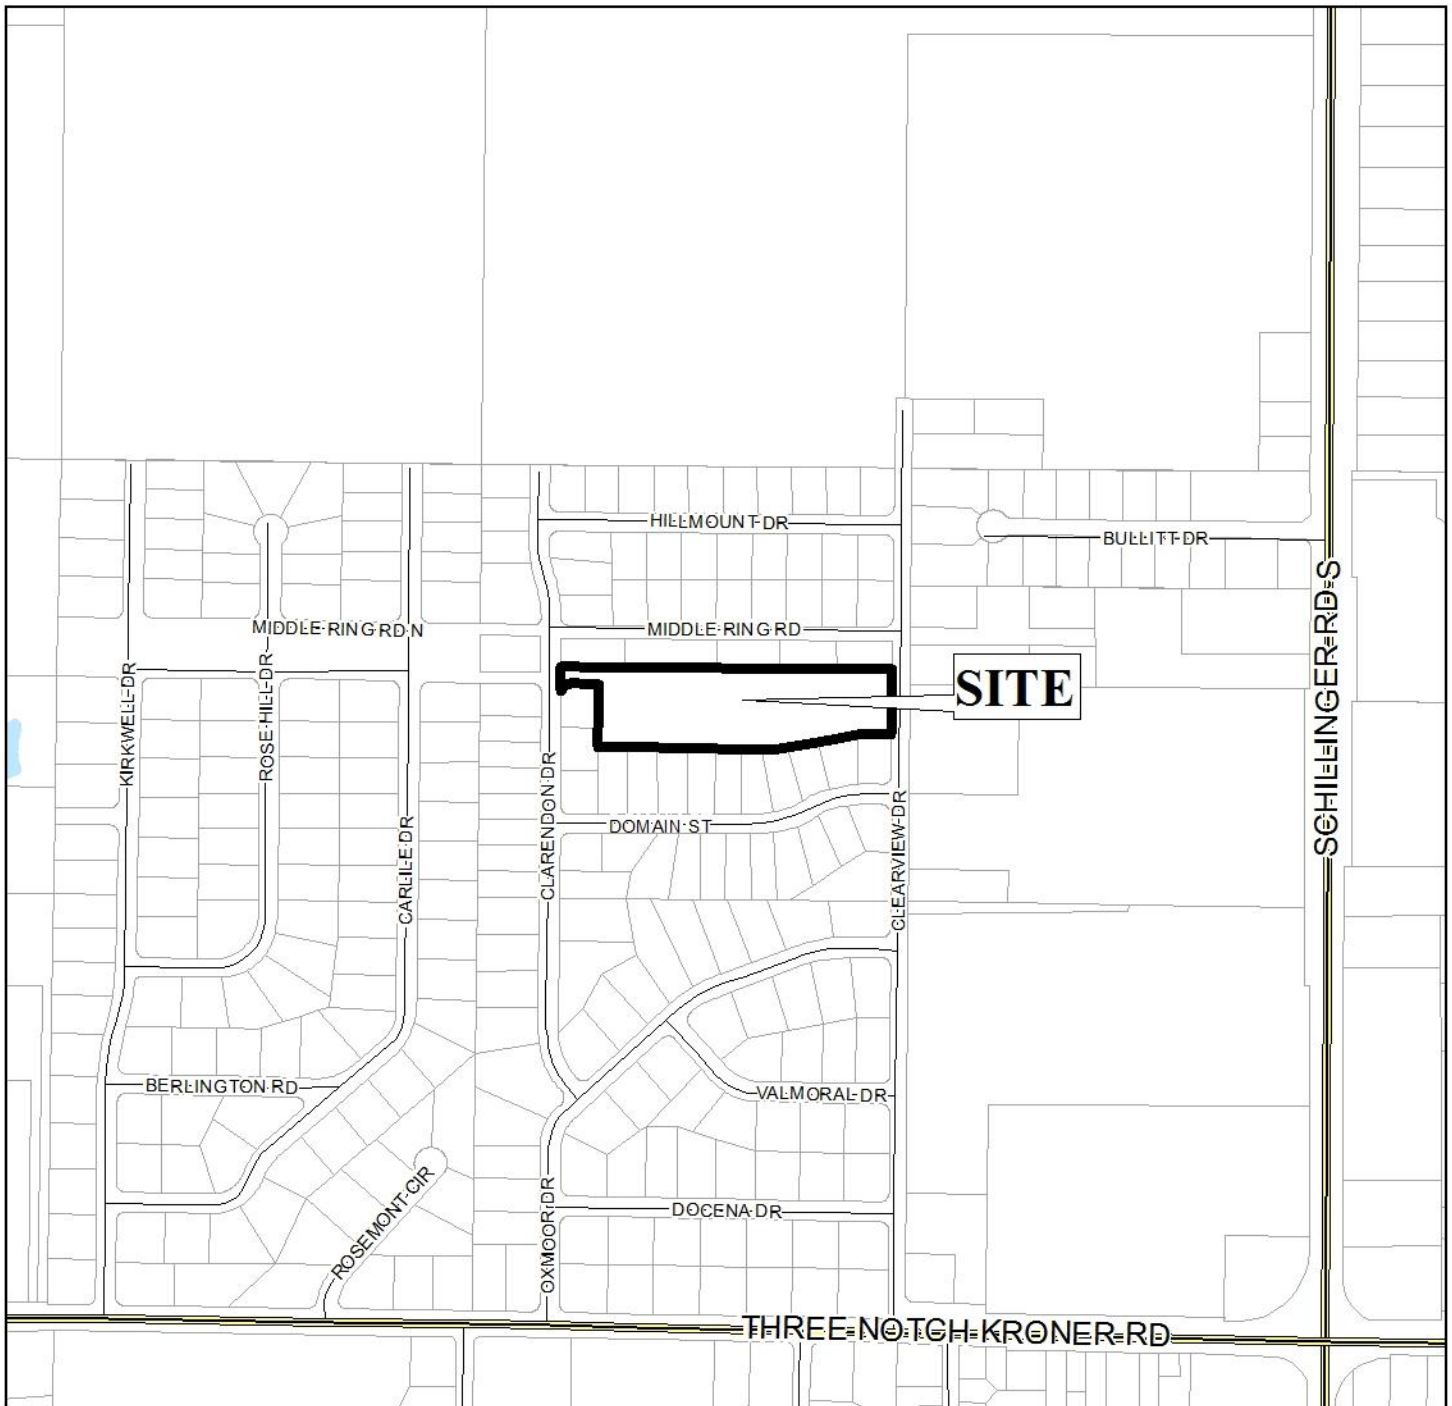 HILLMOUNT DR
BULLITT DR
MIDDLE RING RD N
MIDDLE RING RD
KIRKWELL DR
ROSE HILL DR
SITE
SCHILLINGER RD S
CARLILE DR
CLARENDON DR
DOMAIN ST
CLEARVIEW DR
BERLINGTON RD
VALMORAL DR
ROSEMONT CIR
OXMOOR DR
DOCENA DR
THREE NOTCH KRONER RD